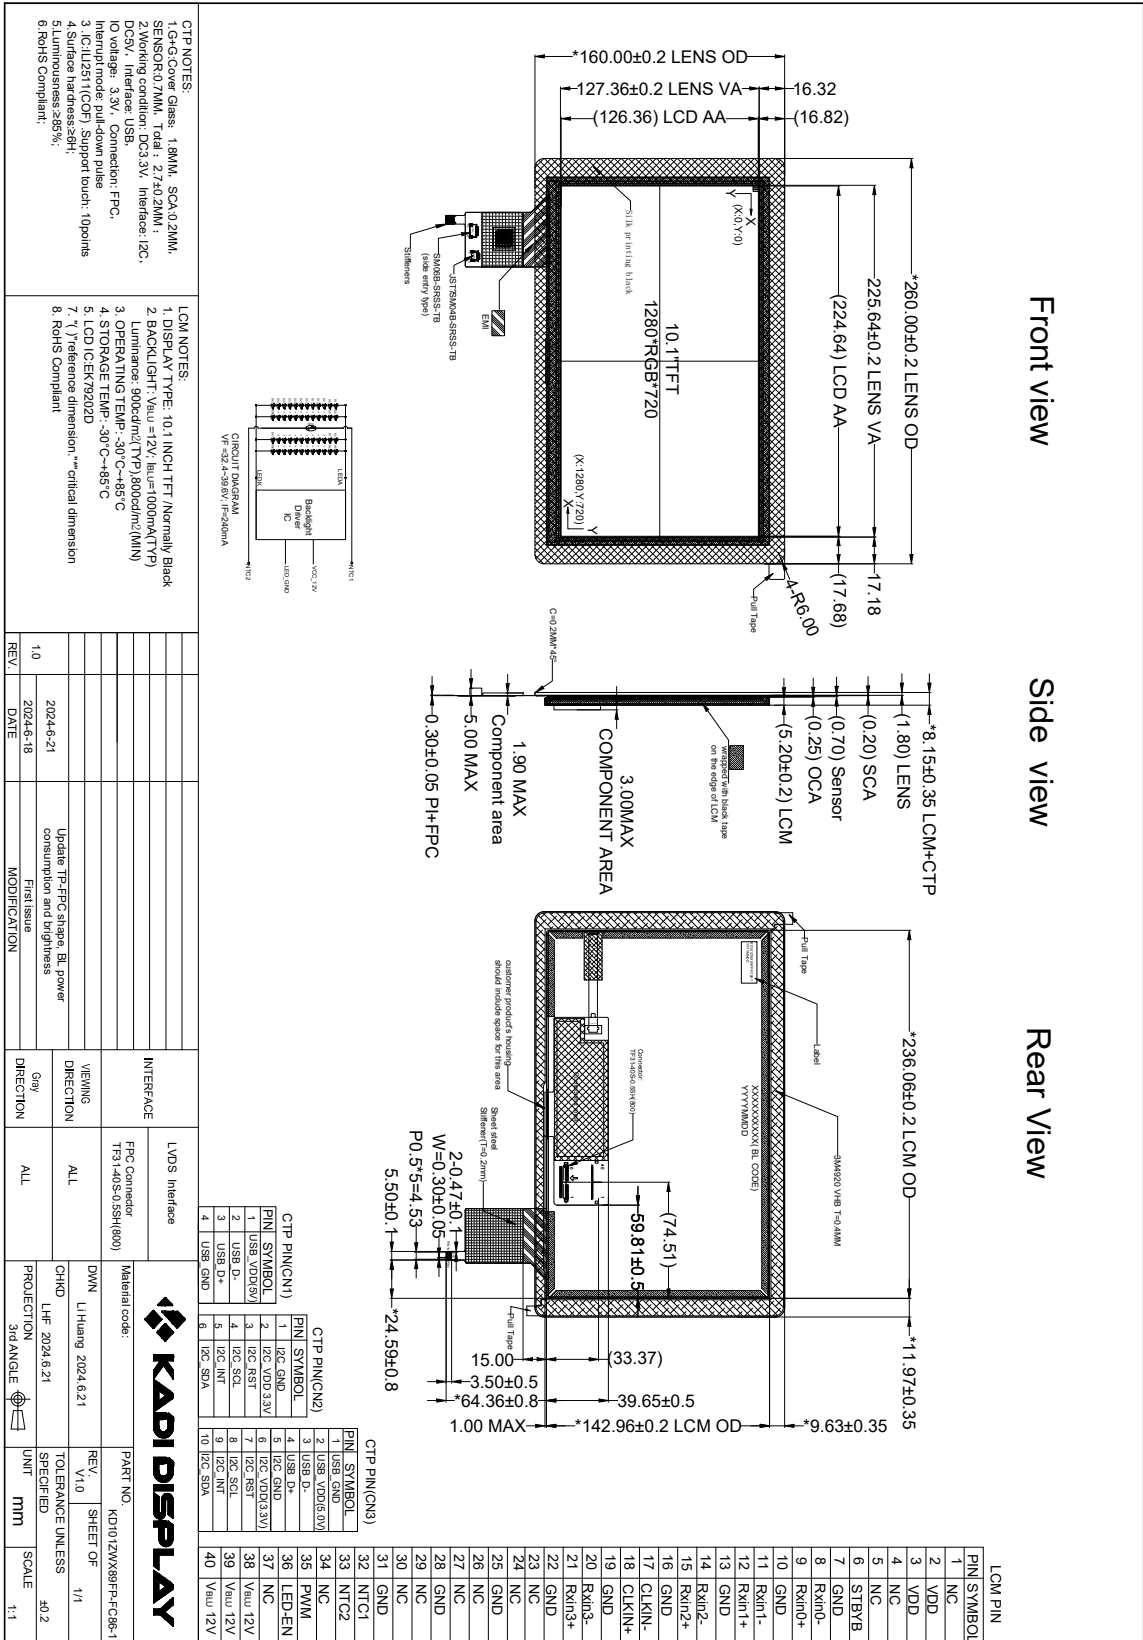 Front view
Side view
Rear View
*160.00±0.2 LENS OD
127.36±0.2 LENS VA
16.32
(126.36) LCD AA
(16.82)
*260.00±0.2 LENS OD
225.64±0.2 LENS VA
(224.64) LCD AA
17.18
(17.68)
4-R6.00
Pull Tape
X
Y
(X:0,Y:0)
Silk printing black
10.1"TFT
1280*RGB*720
(X:1280,Y:720)
X
Y
EMI
JST?SM04B-SRSS-TB
SM06B-SRSS-TB
(side entry type)
Stiffeners
LEDA
LEDK
Backlight
Driver
IC
NTC1
VCC_12V
LED_GND
NTC2
CIRCUIT DIAGRAM
VF =32.4~39.6V; IF=240mA
*8.15±0.35 LCM+CTP
(1.80) LENS
(0.20) SCA
(0.70) Sensor
(0.25) OCA
(5.20±0.2) LCM
wrapped with black tape
on the edge of LCM
3.00MAX
COMPONENT AREA
C=0.2MM*45°
1.90 MAX
Component area
5.00 MAX
0.30±0.05 PI+FPC
*236.06±0.2 LCM OD
*11.97±0.35
Pull Tape
Label
3M4920 VHB T=0.4MM
XXXXXXXXXX( BL CODE)
YYYYMMDD
Connector:
TF31-40S-0.5SH(800)
customer product's housing
should include space for this area
Sheet steel
Stiffener(T=0.2mm)
(74.51)
59.81±0.5
2-0.47±0.1
W=0.30±0.05
P0.5*5=4.53
5.50±0.1
*24.59±0.8
Pull Tape
15.00
(33.37)
3.50±0.5
*64.36±0.8
39.65±0.5
1.00 MAX
*142.96±0.2 LCM OD
*9.63±0.35
CTP NOTES:
1.G+G:Cover Glass: 1.8MM, SCA:0.2MM,
SENSOR:0.7MM, Total : 2.7±0.2MM ;
2.Working condition: DC3.3V, Interface: I2C,
DC5V, Interface: USB,
IO voltage: 3.3V, Connection: FPC,
Interrupt mode: pull-down pulse
3 .IC:ILI2511(COF) ,Support touch: 10points
4.Surface hardness:≥6H;
5.Luminousness:≥85%;
6.RoHS Compliant;
LCM NOTES:
1. DISPLAY TYPE: 10.1 INCH TFT /Normally Black
2. BACKLIGHT: VBLU =12V; IBLU=1000mA(TYP)
Luminance: 900cd/m2(TYP),800cd/m2(MIN)
3. OPERATING TEMP: -30°C~+85°C
4. STORAGE TEMP: -30°C~+85°C
5. LCD IC:EK79202D
7. "( )"reference dimension."*"critical dimension
8. RoHS Compliant
2024-6-21 Update TP-FPC shape, BL power
consumption and brightness
1.0 2024-6-18 First issue
REV. DATE MODIFICATION
INTERFACE
LVDS Interface
FPC Connector
TF31-40S-0.5SH(800)
VIEWING
DIRECTION
ALL
Gray
DIRECTION
ALL
CTP PIN(CN1)
PIN SYMBOL
1 USB_VDD(5V)
2 USB_D-
3 USB_D+
4 USB_GND
CTP PIN(CN2)
PIN SYMBOL
1 I2C_GND
2 I2C_VDD 3.3V
3 I2C_RST
4 I2C_SCL
5 I2C_INT
6 I2C_SDA
CTP PIN(CN3)
PIN SYMBOL
1 USB_GND
2 USB_VDD(5.0V)
3 USB_D-
4 USB_D+
5 I2C_GND
6 I2C_VDD(3.3V)
7 I2C_RST
8 I2C_SCL
9 I2C_INT
10 I2C_SDA
KADI DISPLAY
Material code:
PART NO.
KD101ZWX89FP-FC86-1
DWN
Li Huang 2024.6.21
REV.
V1.0
SHEET OF
1/1
CHKD
LHF 2024.6.21
TOLERANCE UNLESS
SPECIFIED
±0.2
PROJECTION
3rd ANGLE
UNIT
mm
SCALE
1:1
LCM PIN
PIN SYMBOL
1 NC
2 VDD
3 VDD
4 NC
5 NC
6 STBYB
7 GND
8 Rxin0-
9 Rxin0+
10 GND
11 Rxin1-
12 Rxin1+
13 GND
14 Rxin2-
15 Rxin2+
16 GND
17 CLKIN-
18 CLKIN+
19 GND
20 Rxin3-
21 Rxin3+
22 GND
23 NC
24 NC
25 GND
26 NC
27 NC
28 GND
29 NC
30 NC
31 GND
32 NTC1
33 NTC2
34 NC
35 PWM
36 LED-EN
37 NC
38 VBLU 12V
39 VBLU 12V
40 VBLU 12V